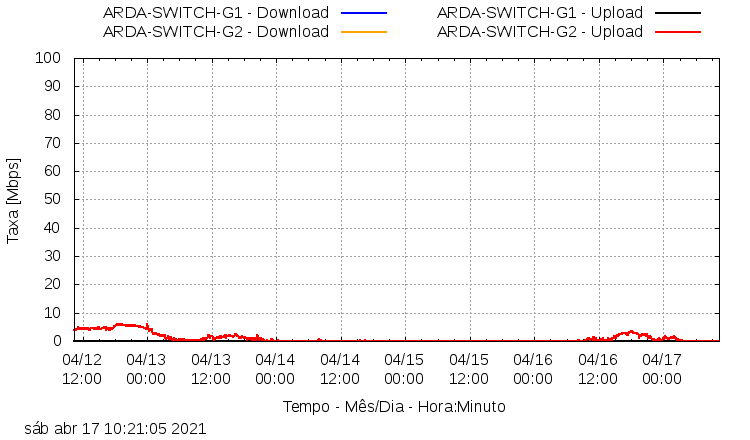 ARDA-SWITCH-G1 - Download
ARDA-SWITCH-G1 - Upload
ARDA-SWITCH-G2 - Download
ARDA-SWITCH-G2 - Upload
Taxa [Mbps]
100
90
80
70
60
50
40
30
20
10
0
04/12 04/13 04/13 04/14 04/14 04/15 04/15 04/16 04/16 04/17
12:00 00:00 12:00 00:00 12:00 00:00 12:00 00:00 12:00 00:00
Tempo - Mês/Dia - Hora:Minuto
sáb abr 17 10:21:05 2021